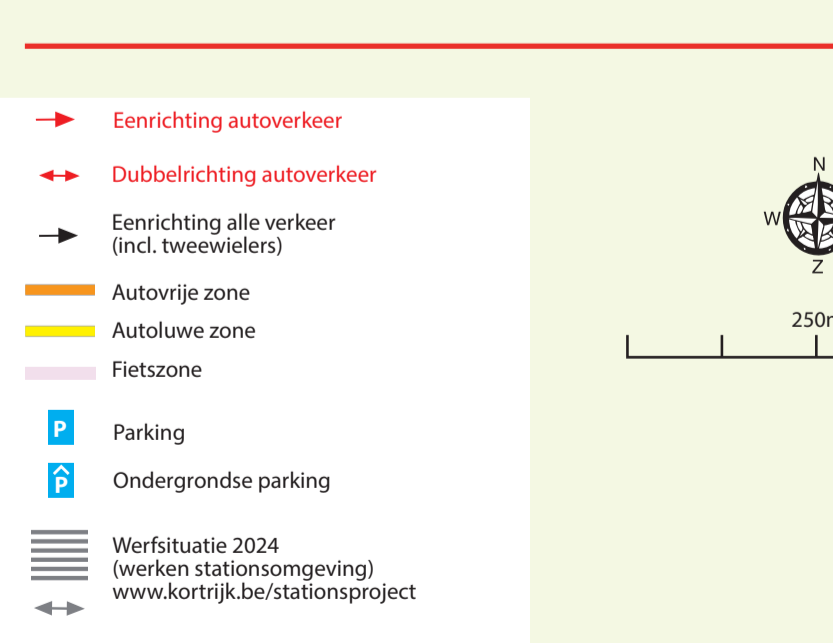 Eenrichting autoverkeer
Dubbelrichting autoverkeer
Eenrichting alle verkeer
(incl. tweewielers)
Autovrije zone
Autoluwe zone
Fietszone
P
Parking
P
Ondergrondse parking
Werfsituatie 2024
(werken stationsomgeving)
www.kortrijk.be/stationsproject
N
W
Z